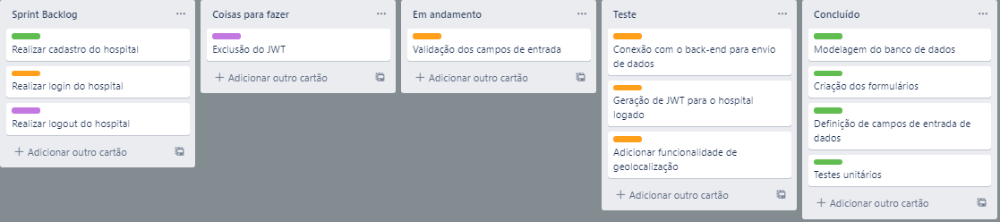 Sprint Backlog
Realizar cadastro do hospital
Realizar login do hospital
Realizar logout do hospital
Adicionar outro cartão
Coisas para fazer
Exclusão do JWT
Adicionar outro cartão
Em andamento
Validação dos campos de entrada
Adicionar outro cartão
Teste
Conexão com o back-end para envio
de dados
Geração de JWT para o hospital
logado
Adicionar funcionalidade de
geolocalização
Adicionar outro cartão
Concluído
Modelagem do banco de dados
Criação dos formulários
Definição de campos de entrada de
dados
Testes unitários
Adicionar outro cartão